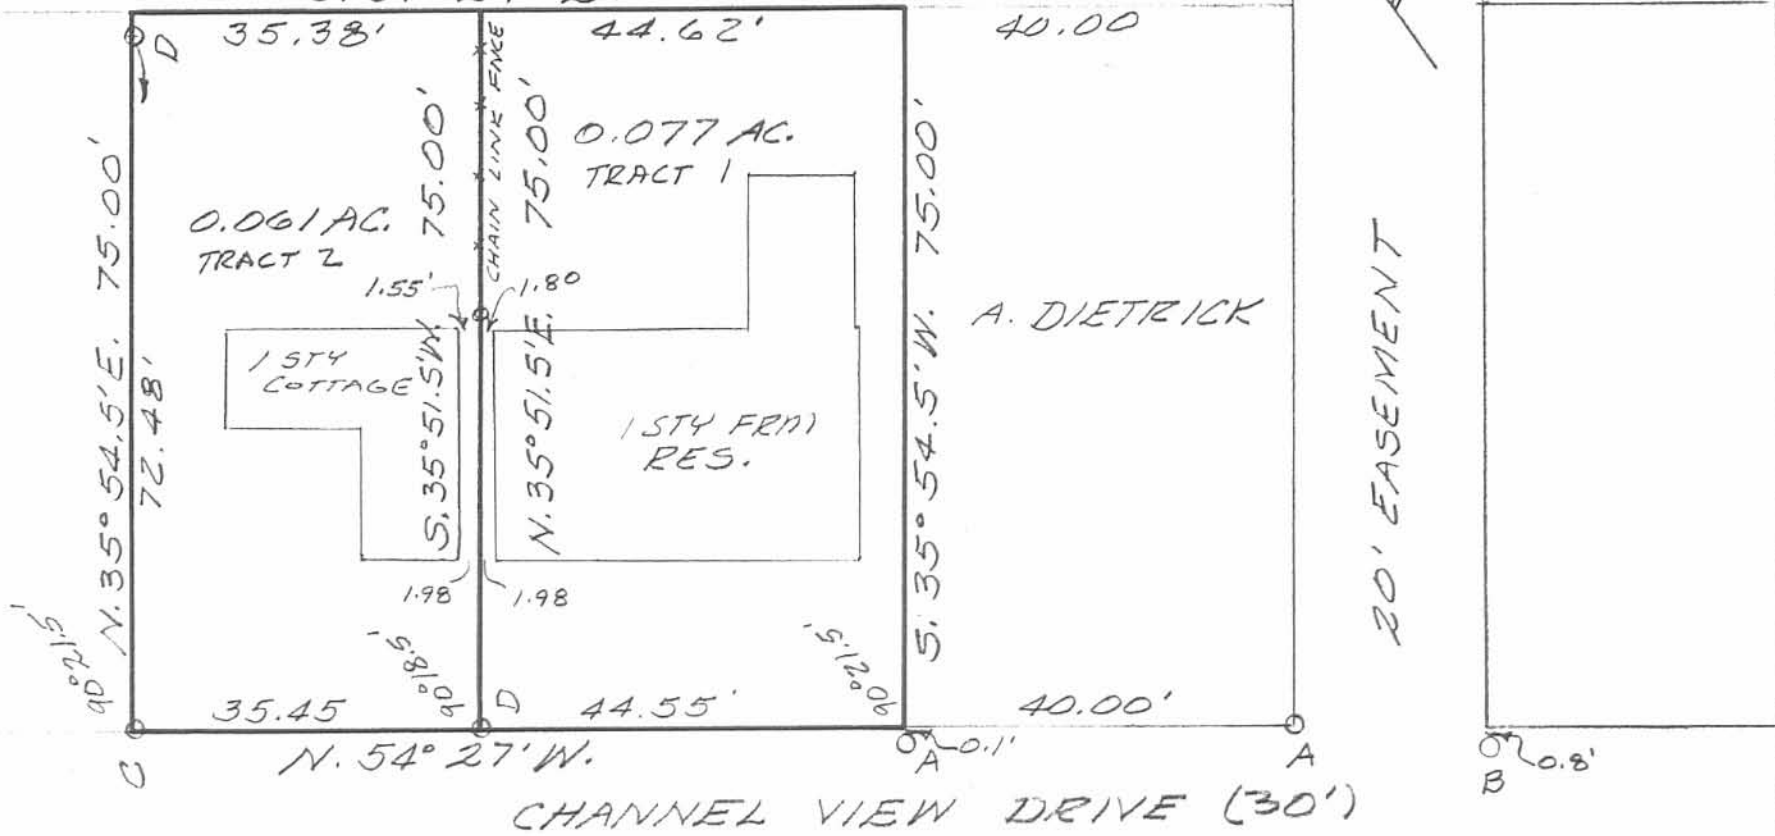 35.38'
44.62'
40.00
D
CHAIN LINK FNCE
75.00'
75.00'
0.077 AC.
TRACT 1
75.00'
N. 35° 54.5' E. 75.00'
0.061 AC.
TRACT 2
1.55'
1.80
A. DIETRICK
20' EASEMENT
1 STY
COTTAGE
72.48'
S. 35° 51.5' W.
N. 35° 51.5' E.
1 STY FRM
RES.
S. 35° 54.5' W.
1.98
1.98
90° 21.5'
90° 18.5'
90° 21.5'
35.45
D
44.55'
40.00'
N. 54° 27' W.
C
A
0.1'
A
B
0.8'
CHANNEL VIEW DRIVE (30')